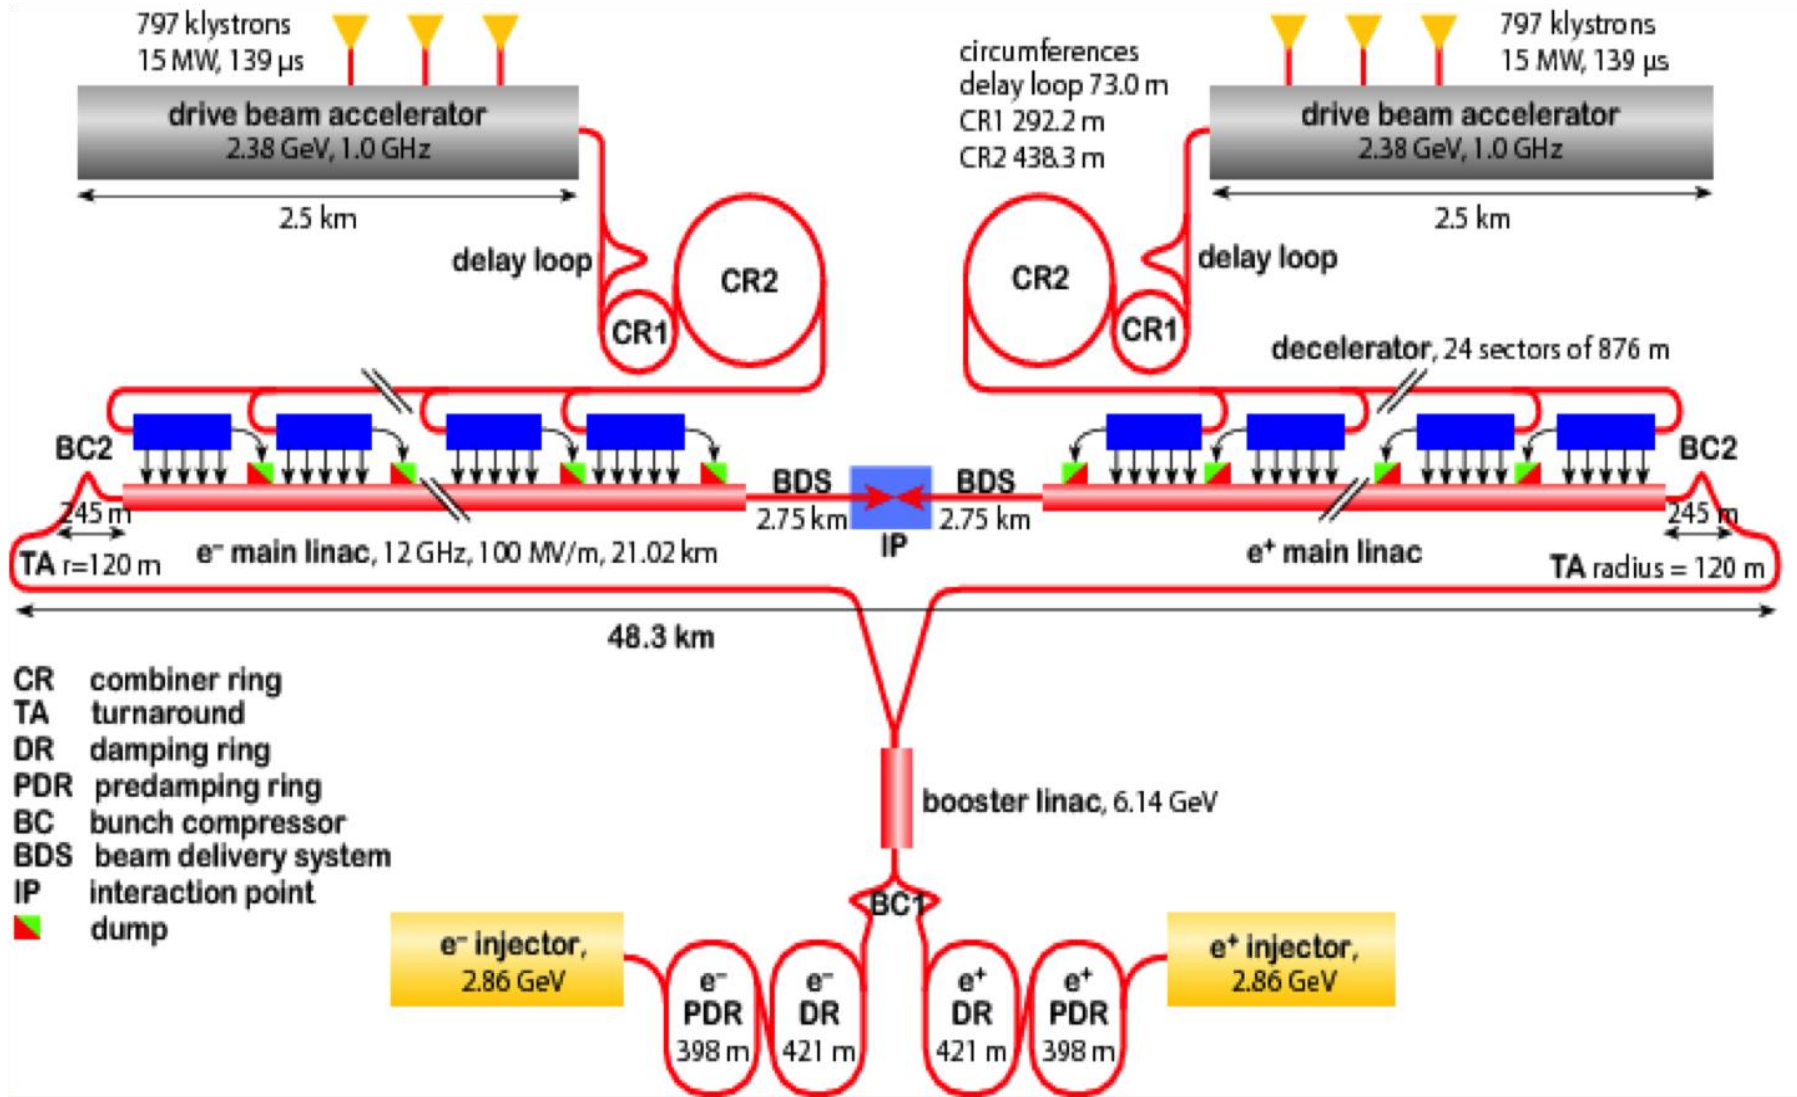 797 klystrons
15 MW, 139 µs
drive beam accelerator
2.38 GeV, 1.0 GHz
2.5 km
delay loop
CR1
CR2
circumferences
delay loop 73.0 m
CR1 292.2 m
CR2 438.3 m
797 klystrons
15 MW, 139 µs
drive beam accelerator
2.38 GeV, 1.0 GHz
2.5 km
CR2
CR1
delay loop
decelerator, 24 sectors of 876 m
BC2
245 m
TA r=120 m
e⁻ main linac, 12 GHz, 100 MV/m, 21.02 km
BDS
2.75 km
IP
BDS
2.75 km
e⁺ main linac
BC2
245 m
TA radius = 120 m
48.3 km
CR combiner ring
TA turnaround
DR damping ring
PDR predamping ring
BC bunch compressor
BDS beam delivery system
IP interaction point
dump
booster linac, 6.14 GeV
BC1
e⁻ injector,
2.86 GeV
e⁻
PDR
398 m
e⁻
DR
421 m
e⁺
DR
421 m
e⁺
PDR
398 m
e⁺ injector,
2.86 GeV